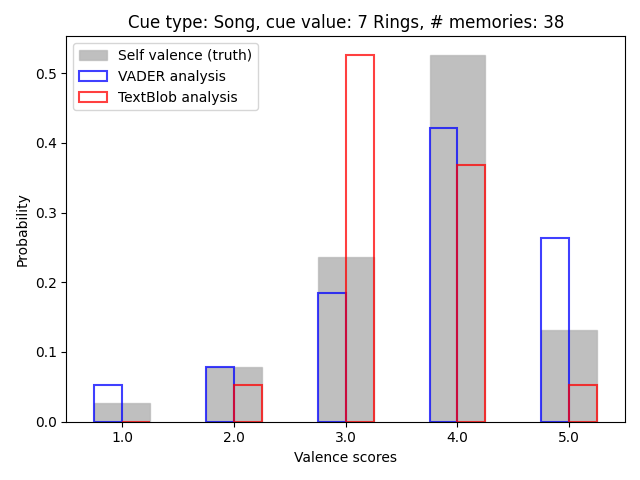 Cue type: Song, cue value: 7 Rings, # memories: 38
Self valence (truth)
VADER analysis
TextBlob analysis
Probability
0.5
0.4
0.3
0.2
0.1
0.0
1.0 2.0 3.0 4.0 5.0
Valence scores